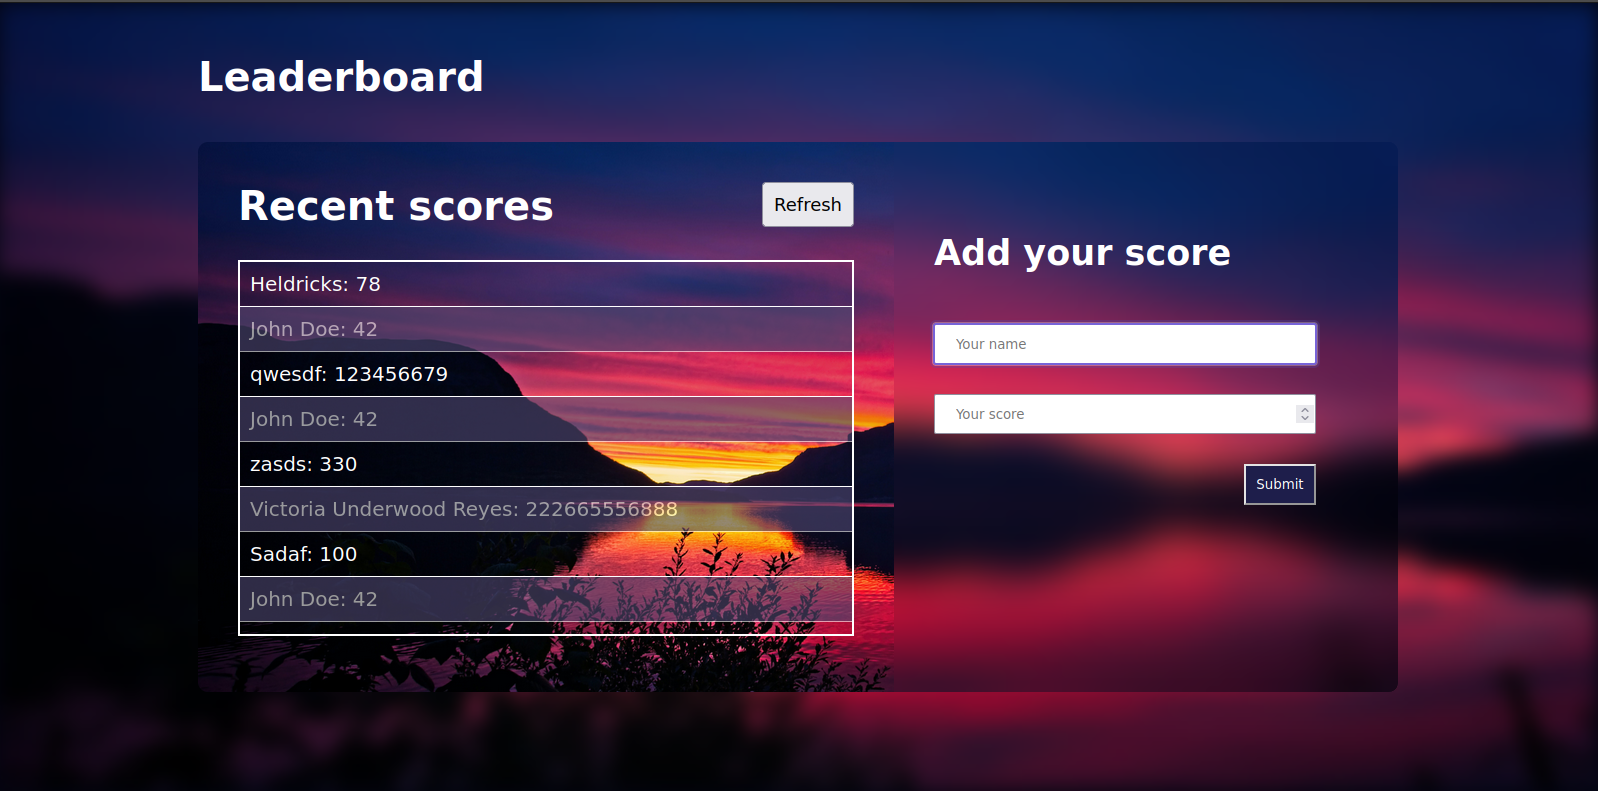 Leaderboard
Recent scores
Refresh
Heldricks: 78
John Doe: 42
qwesdf: 123456679
John Doe: 42
zasds: 330
Victoria Underwood Reyes: 222665556888
Sadaf: 100
John Doe: 42
Add your score
Your name
Your score
Submit